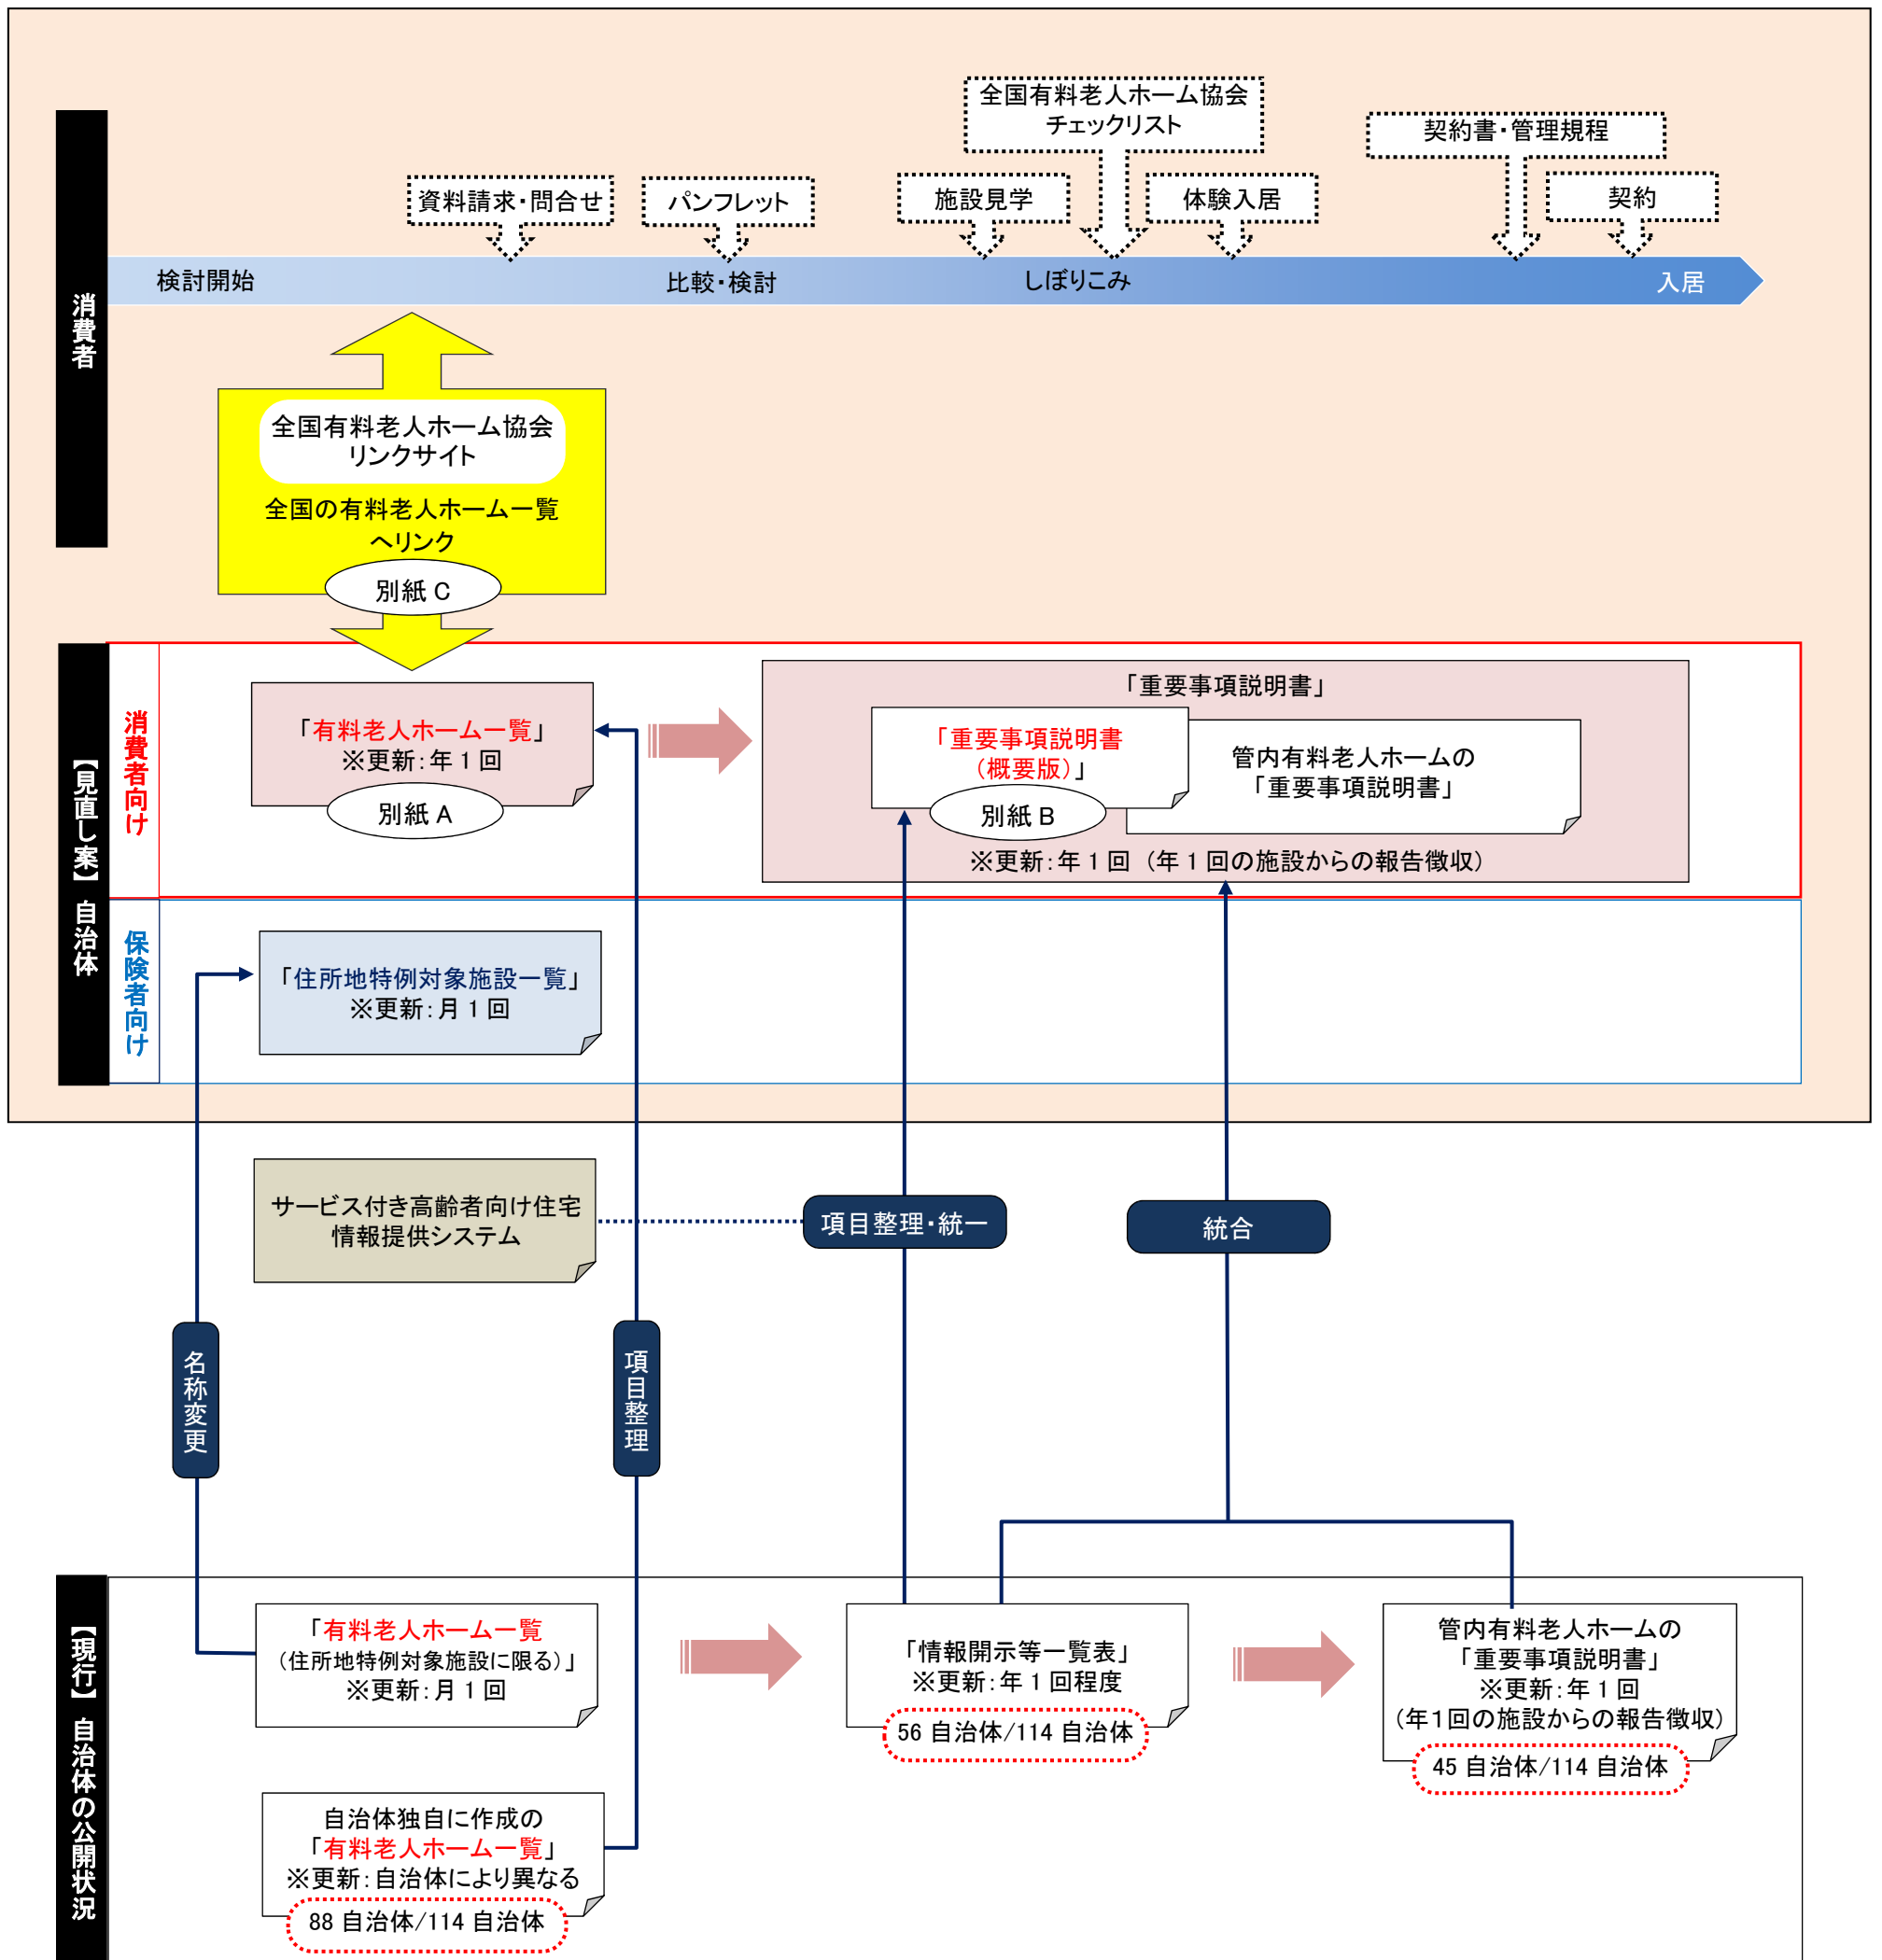 消費者
全国有料老人ホーム協会
チェックリスト
契約書・管理規程
資料請求・問合せ
パンフレット
施設見学
体験入居
契約
検討開始
比較・検討
しぼりこみ
入居
全国有料老人ホーム協会
リンクサイト
全国の有料老人ホーム一覧
へリンク
別紙 C
【見直し案】自治体
消費者向け
「有料老人ホーム一覧」
※更新：年 1 回
別紙 A
「重要事項説明書」
「重要事項説明書
（概要版）」
別紙 B
管内有料老人ホームの
「重要事項説明書」
※更新：年 1 回（年 1 回の施設からの報告徴収）
保険者向け
「住所地特例対象施設一覧」
※更新：月 1 回
サービス付き高齢者向け住宅
情報提供システム
項目整理・統一
統合
名称変更
項目整理
【現行】自治体の公開状況
「有料老人ホーム一覧
（住所地特例対象施設に限る）」
※更新：月 1 回
「情報開示等一覧表」
※更新：年 1 回程度
56 自治体/114 自治体
管内有料老人ホームの
「重要事項説明書」
※更新：年 1 回
（年１回の施設からの報告徴収）
45 自治体/114 自治体
自治体独自に作成の
「有料老人ホーム一覧」
※更新：自治体により異なる
88 自治体/114 自治体